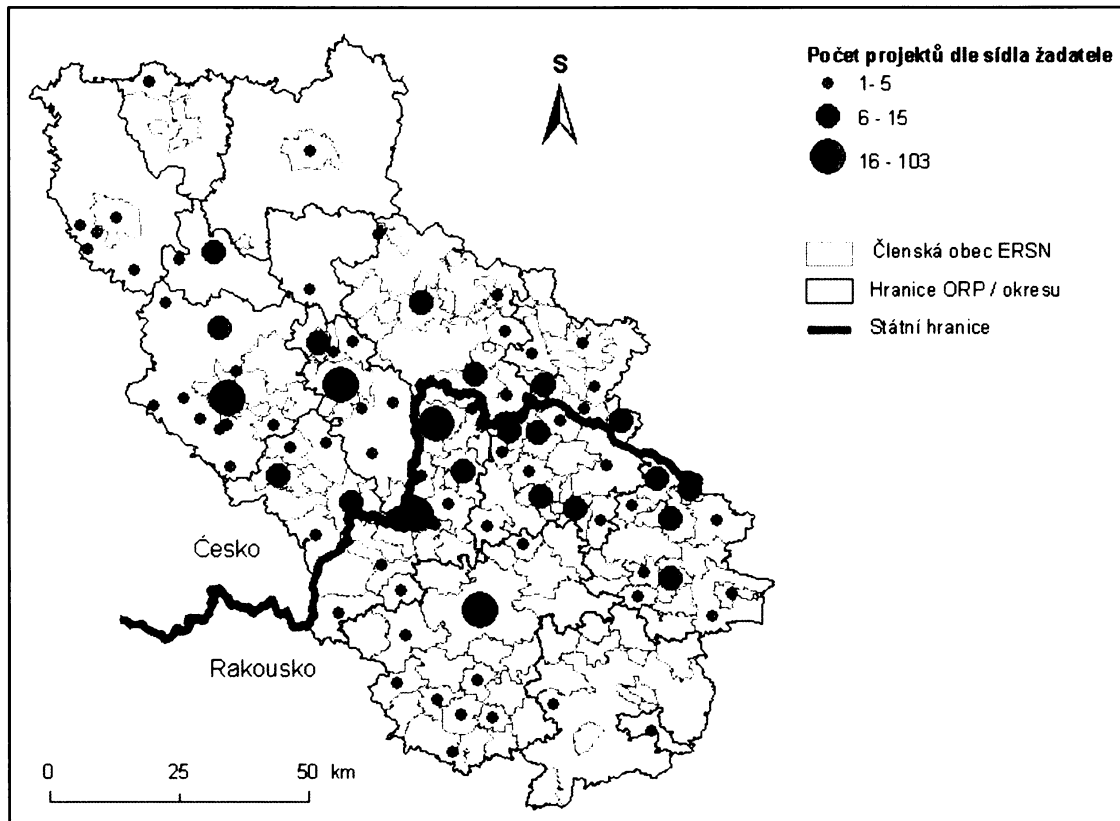 Počet projektů dle sídla žadatele
1-5
6 - 15
16 - 103
S
Členská obec ERSN
Hranice ORP / okresu
Státní hranice
Česko
Rakousko
0 25 50 km